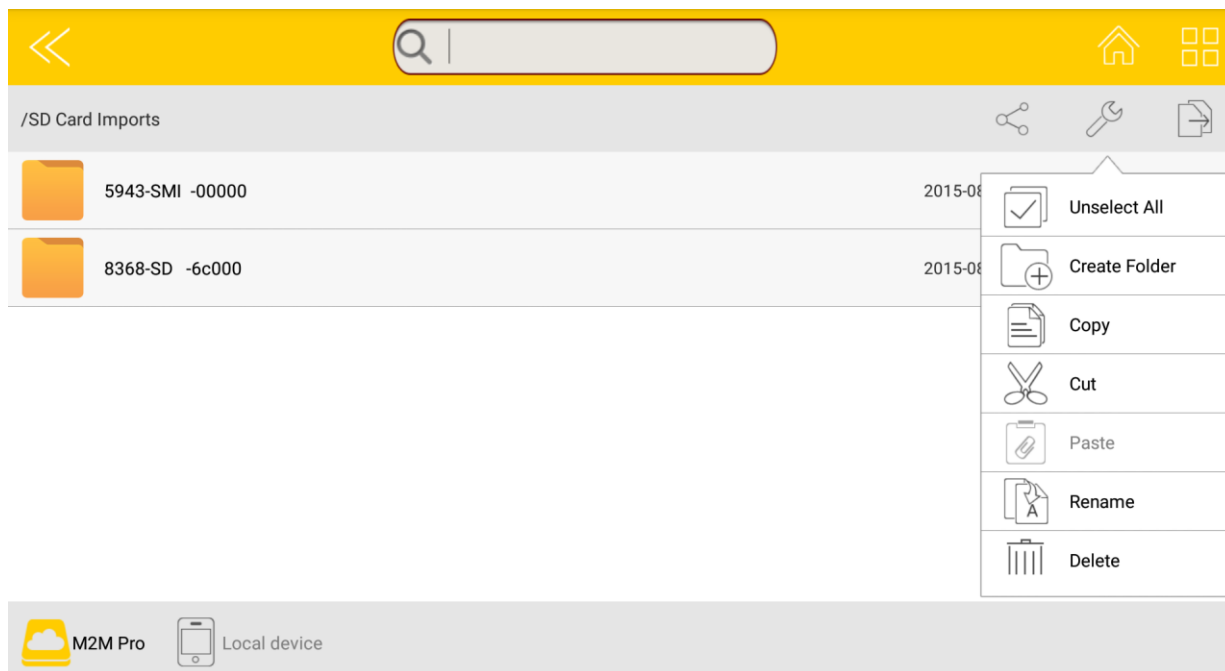 /SD Card Imports
5943-SMI -00000
2015-08
8368-SD -6c000
2015-08
Unselect All
Create Folder
Copy
Cut
Paste
A
Rename
Delete
M2M Pro
Local device